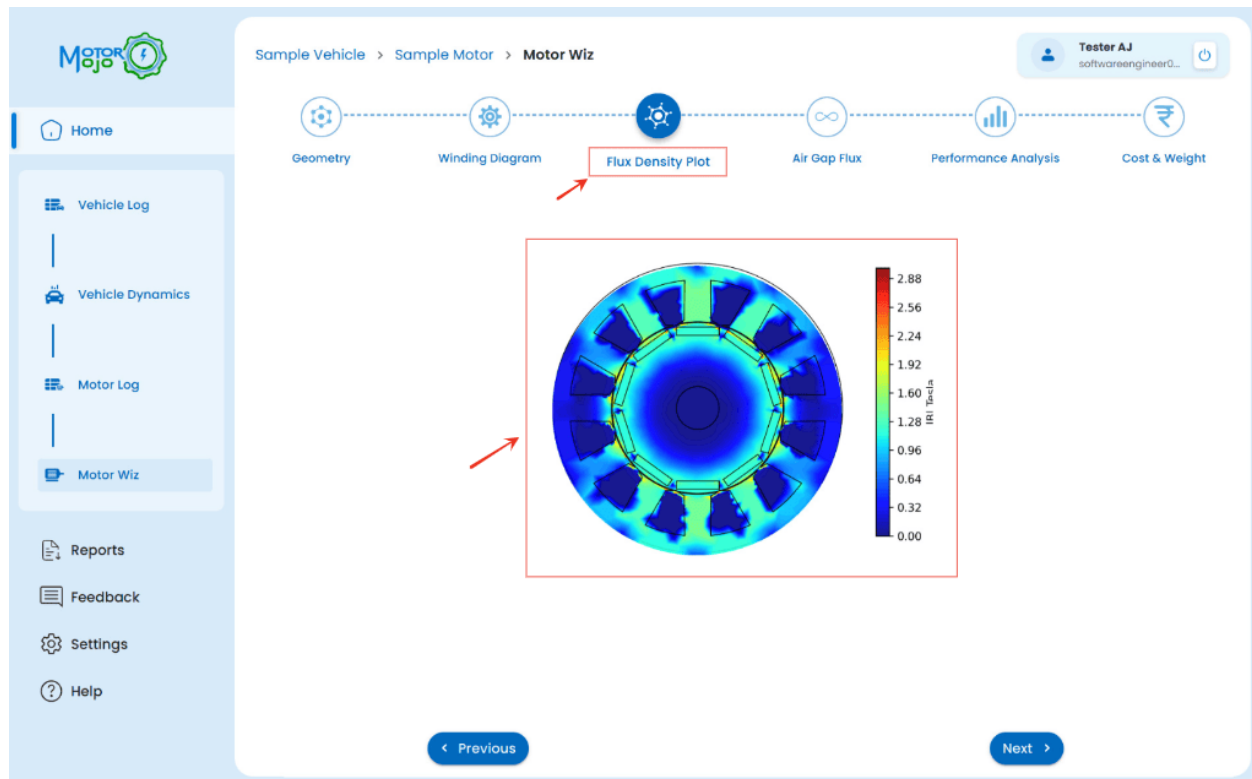 MOTOR
MOJO
Sample Vehicle > Sample Motor > Motor Wiz
Tester AJ
softwareengineer0...
Home
Geometry
Winding Diagram
Flux Density Plot
Air Gap Flux
Performance Analysis
Cost & Weight
Vehicle Log
Vehicle Dynamics
Motor Log
Motor Wiz
2.88
2.56
2.24
1.92
1.60
1.28
0.96
0.64
0.32
0.00
|B| Tesla
Reports
Feedback
Settings
Help
< Previous
Next >